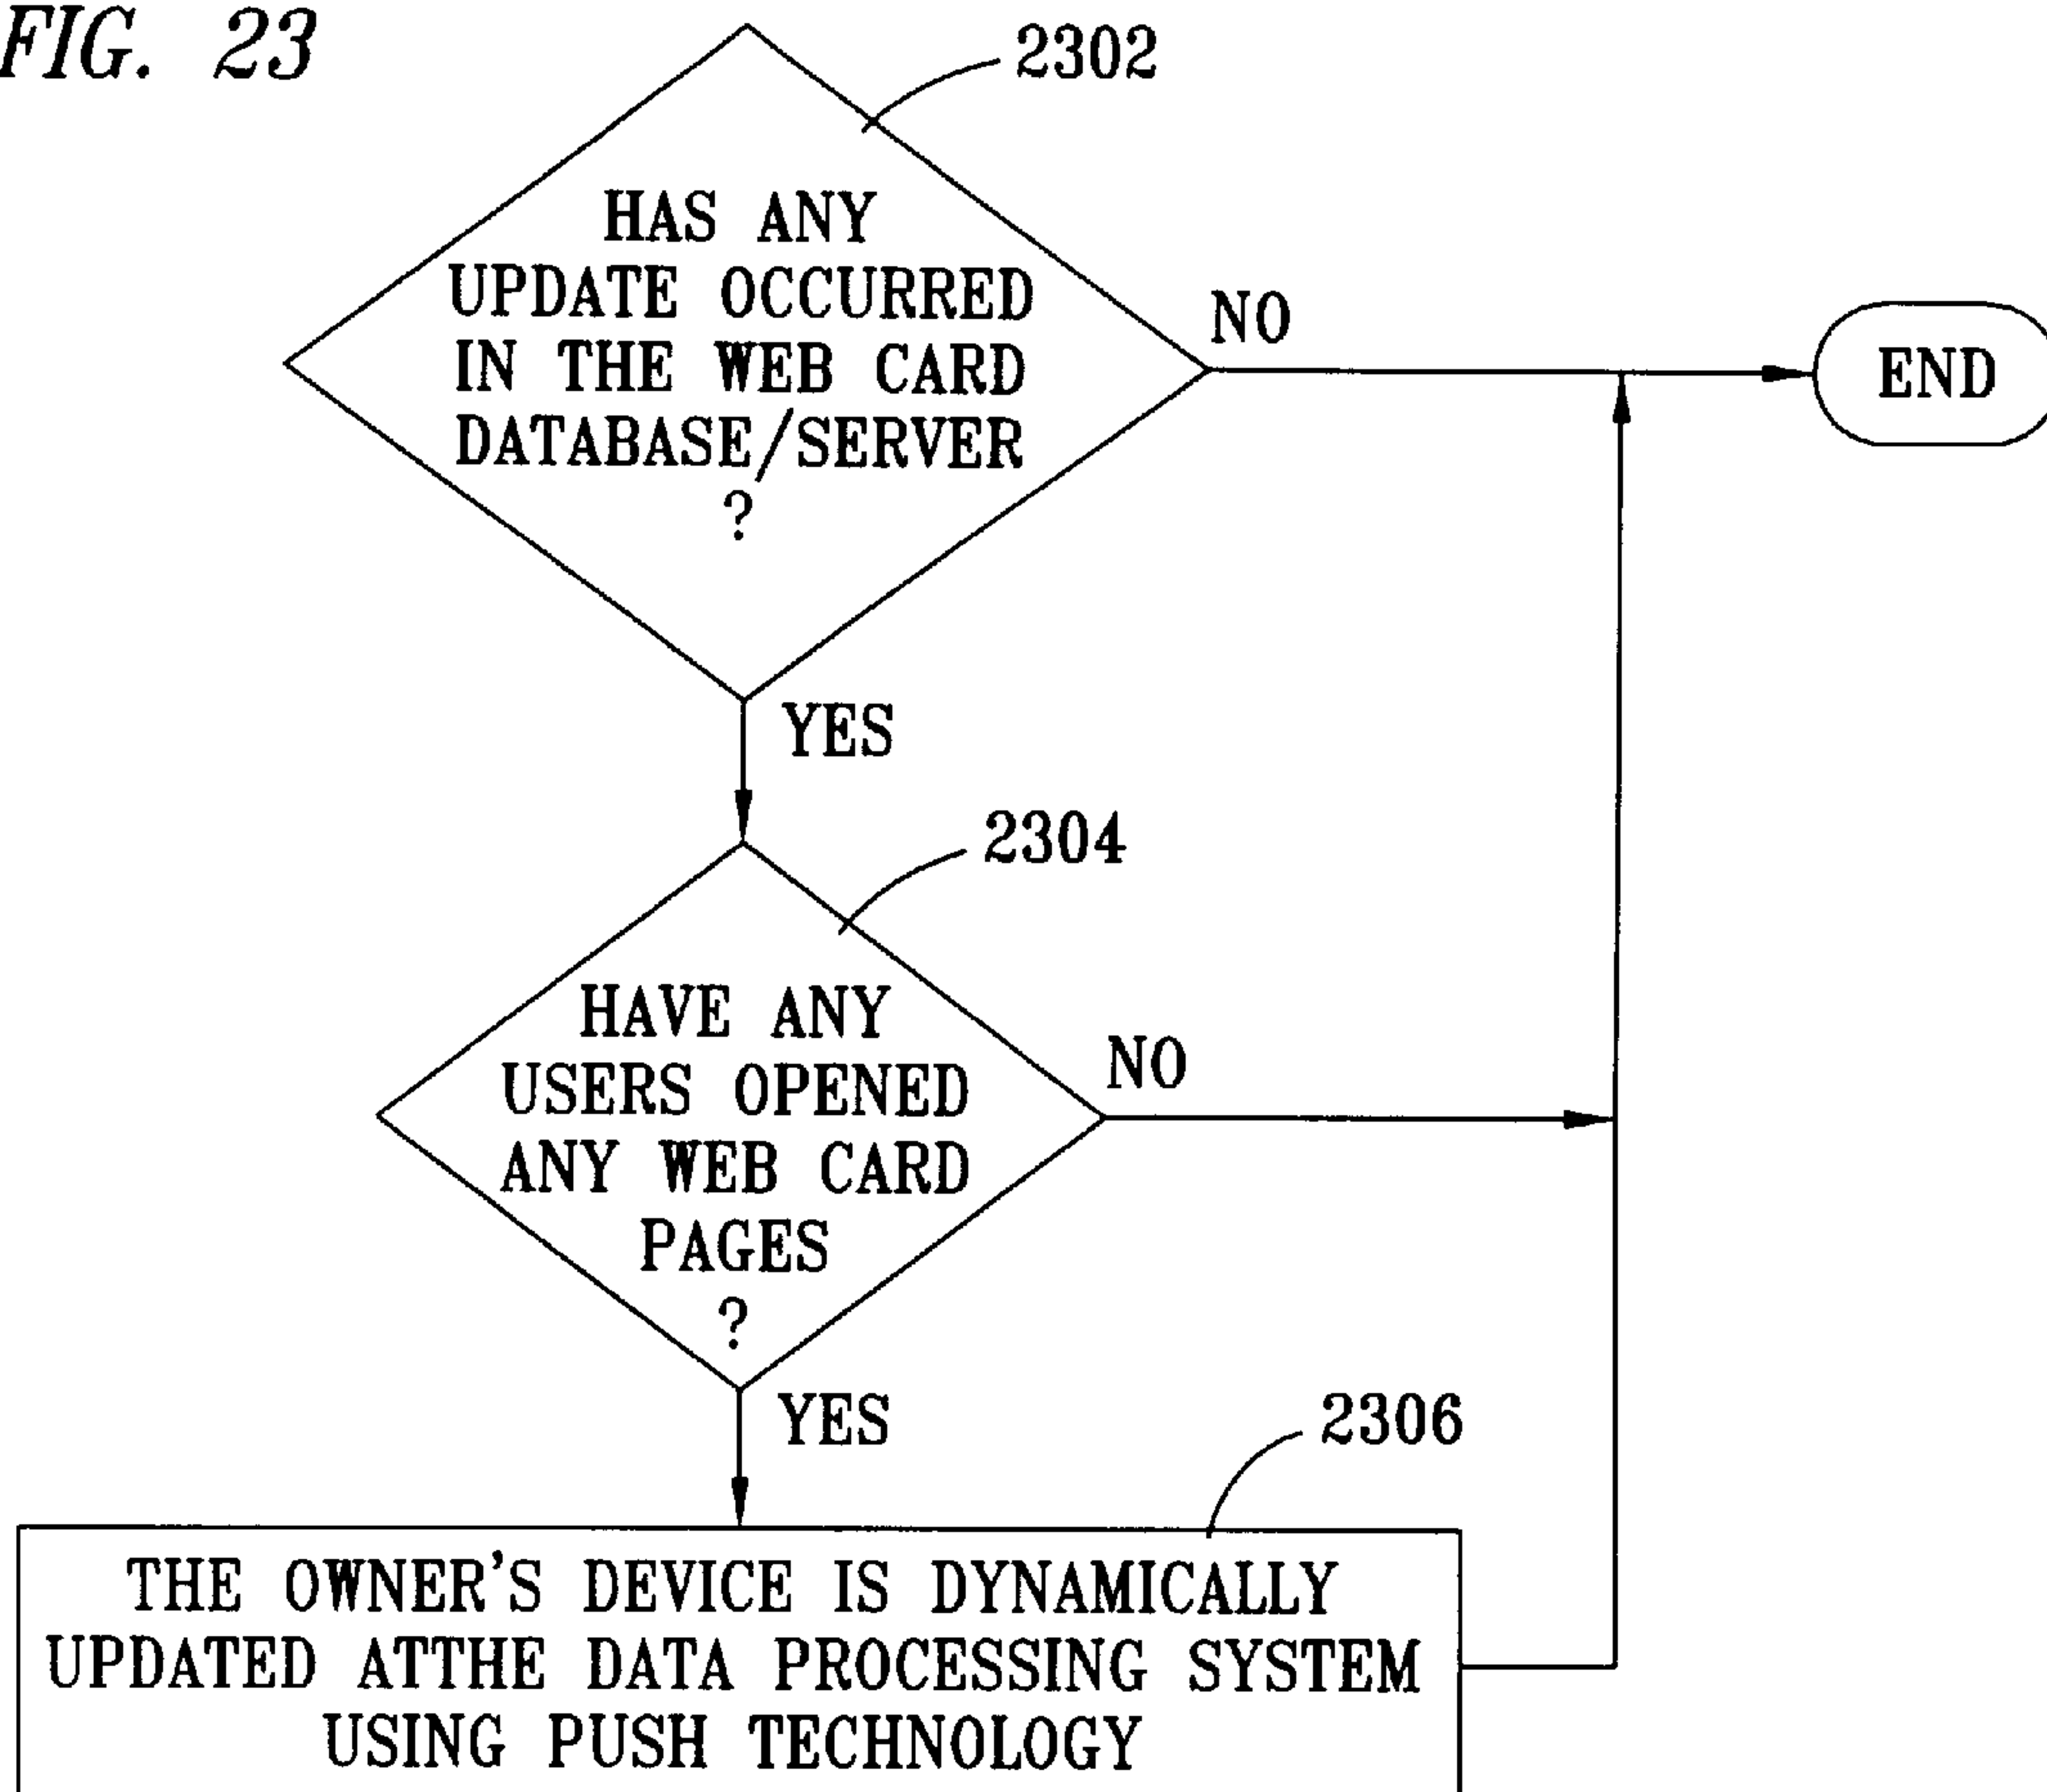 FIG. 23
2302
HAS ANY
UPDATE OCCURRED
IN THE WEB CARD
DATABASE/SERVER
?
NO
END
YES
2304
HAVE ANY
USERS OPENED
ANY WEB CARD
PAGES
?
NO
YES
2306
THE OWNER'S DEVICE IS DYNAMICALLY
UPDATED ATTHE DATA PROCESSING SYSTEM
USING PUSH TECHNOLOGY